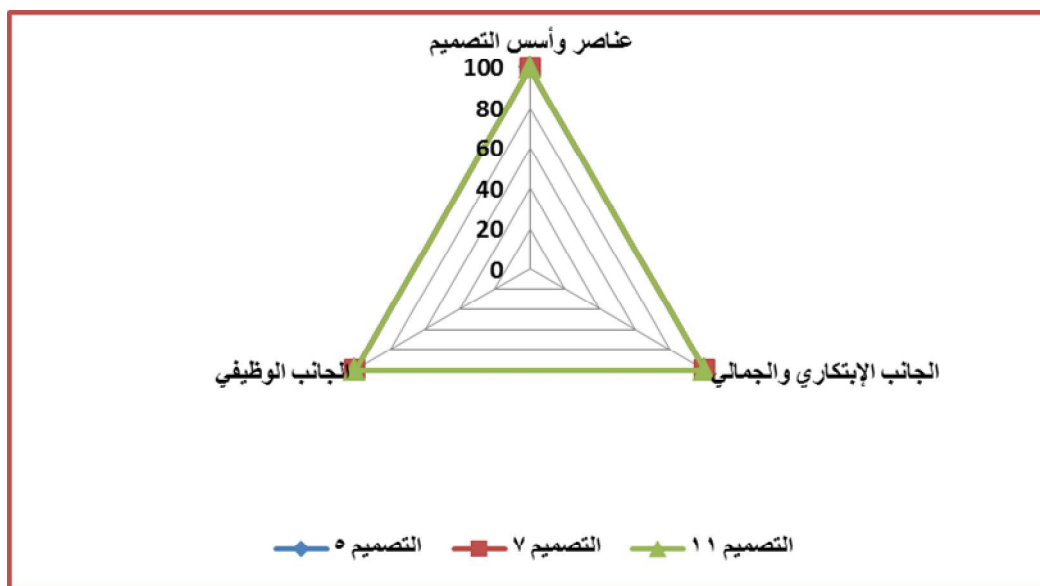 عناصر وأسس التصميم
100
80
60
40
20
0
الجانب الإبتكاري والجمالي
الجانب الوظيفي
التصميم ٥
التصميم ٧
التصميم ١١